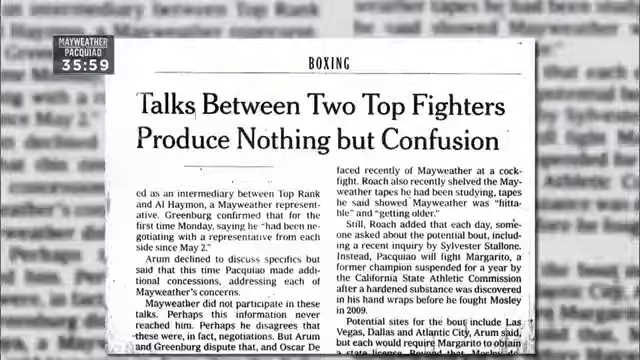 MAYWEATHER
PACQUIAO
35:59
BOXING
Talks Between Two Top Fighters
Produce Nothing but Confusion
ed as an intermediary between Top Rank
and Al Haymon, a Mayweather represent-
ative. Greenburg confirmed that for the
first time Monday, saying he "had been ne-
gotiating with a representative from each
side since May 2."
Arum declined to discuss specifics but
said that this time Pacquiao made addi-
tional concessions, addressing each of
Mayweather's concerns.
Mayweather did not participate in these
talks. Perhaps this information never
reached him. Perhaps he disagrees that
these were, in fact, negotiations. But Arum
and Greenburg dispute that, and Oscar De
faced recently of Mayweather at a cock-
fight. Roach also recently shelved the May-
weather tapes he had been studying, tapes
he said showed Mayweather was "hitta-
ble" and "getting older."
Still, Roach added that each day, some-
one asked about the potential bout, includ-
ing a recent inquiry by Sylvester Stallone.
Instead, Pacquiao will fight Margarito, a
former champion suspended for a year by
the California State Athletic Commission
after a hardened substance was discovered
in his hand wraps before he fought Mosley
in 2009.
Potential sites for the bout include Las
Vegas, Dallas and Atlantic City, Arum said,
but each would require Margarito to obtain
a state license. Beyond that, Mosley